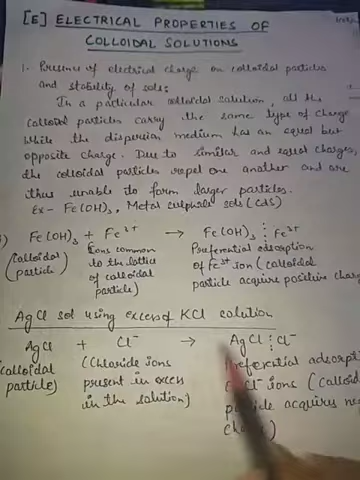 [E] ELECTRICAL PROPERTIES OF
COLLOIDAL SOLUTIONS
1. Presence of electrical charge on colloidal particles
and stability of sols:
In a particular colloidal solution, all the
colloidal particles carry the same type of charge
while the dispersion medium has an equal but
opposite charge. Due to similar and equal charges,
the colloidal particles repel one another and are
thus unable to form larger particles.
Ex - Fe(OH)3, Metal sulphide sols (CdS)
) Fe(OH)3 + Fe3+ → Fe(OH)3 ⋮ Fe3+
(colloidal particle) (Ions common to the lattice of colloidal particle) Preferential adsorption of Fe3+ ion (colloidal particle acquire positive charge
AgCl sol using excess of KCl solution
AgCl + Cl- → AgCl ⋮ Cl-
(colloidal particle) (Chloride ions present in excess in the solution) Preferential adsorpti Cl- ions (colloi particle acquires ne